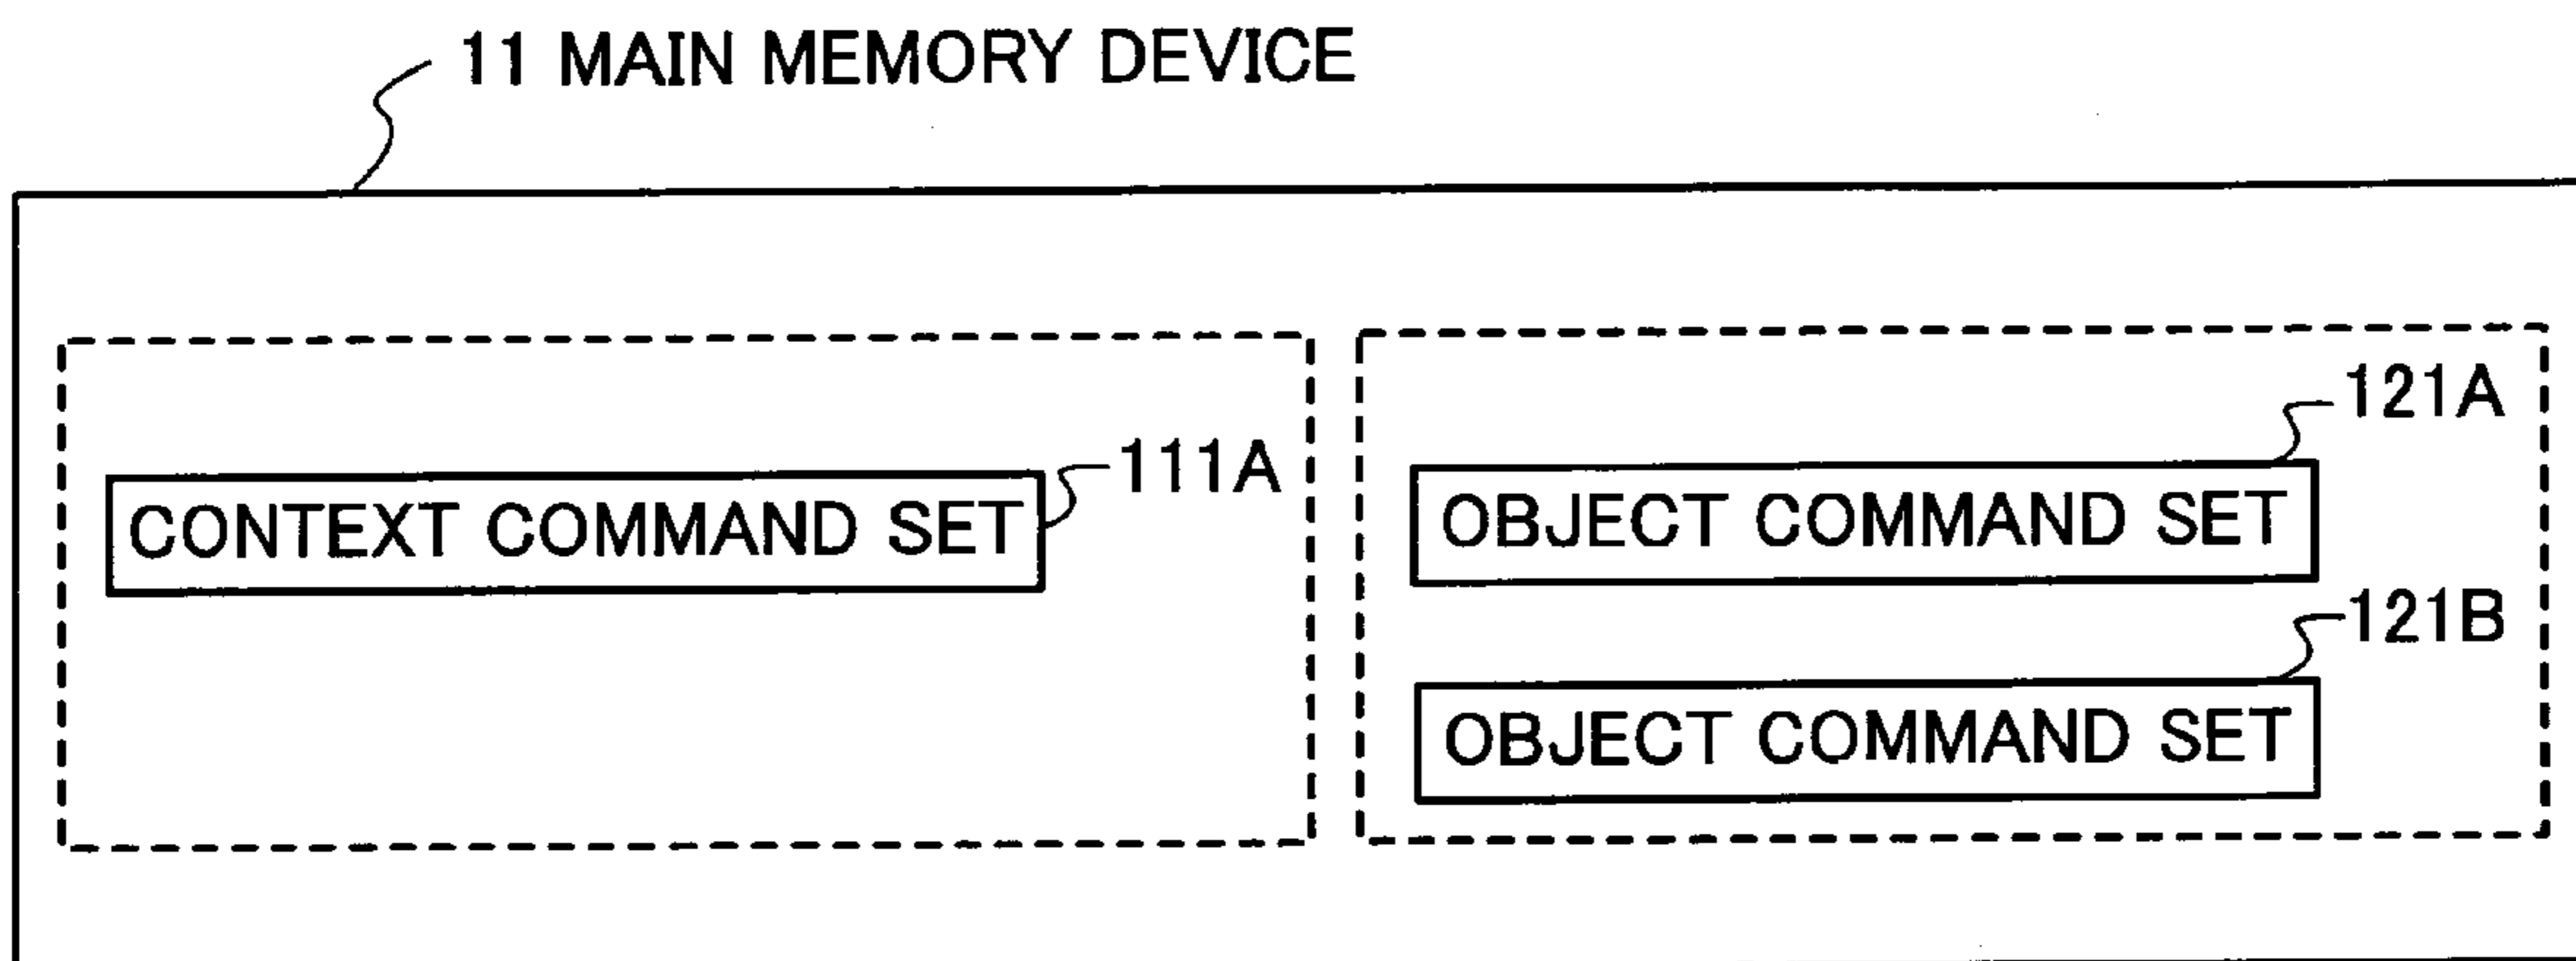 11 MAIN MEMORY DEVICE
111A
CONTEXT COMMAND SET
121A
OBJECT COMMAND SET
121B
OBJECT COMMAND SET